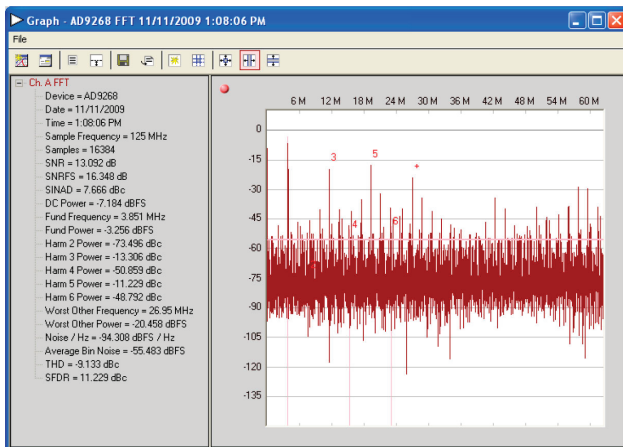 Graph - AD9268 FFT 11/11/2009 1:08:06 PM
File
Ch. A FFT
Device = AD9268
Date = 11/11/2009
Time = 1:08:06 PM
Sample Frequency = 125 MHz
Samples = 16384
SNR = 13.092 dB
SNRFS = 16.348 dB
SINAD = 7.666 dBc
DC Power = -7.184 dBFS
Fund Frequency = 3.851 MHz
Fund Power = -3.256 dBFS
Harm 2 Power = -73.496 dBc
Harm 3 Power = -13.306 dBc
Harm 4 Power = -50.859 dBc
Harm 5 Power = -11.229 dBc
Harm 6 Power = -48.792 dBc
Worst Other Frequency = 26.95 MHz
Worst Other Power = -20.458 dBFS
Noise / Hz = -94.308 dBFS / Hz
Average Bin Noise = -55.483 dBFS
THD = -9.133 dBc
SFDR = 11.229 dBc
6 M 12 M 18 M 24 M 30 M 36 M 42 M 48 M 54 M 60 M
0
-15
-30
-45
-60
-75
-90
-105
-120
-135
3
5
+
4
6